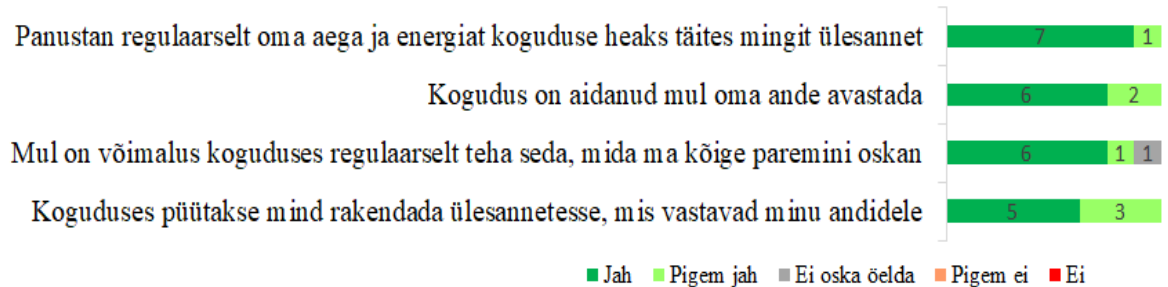 Panustan regulaarselt oma aega ja energiat koguduse heaks täites mingit ülesannet 7 1
Kogudus on aidanud mul oma ande avastada 6 2
Mul on võimalus koguduses regulaarselt teha seda, mida ma kõige paremini oskan 6 1 1
Koguduses püütakse mind rakendada ülesannetesse, mis vastavad minu andidele 5 3
Jah Pigem jah Ei oska öelda Pigem ei Ei